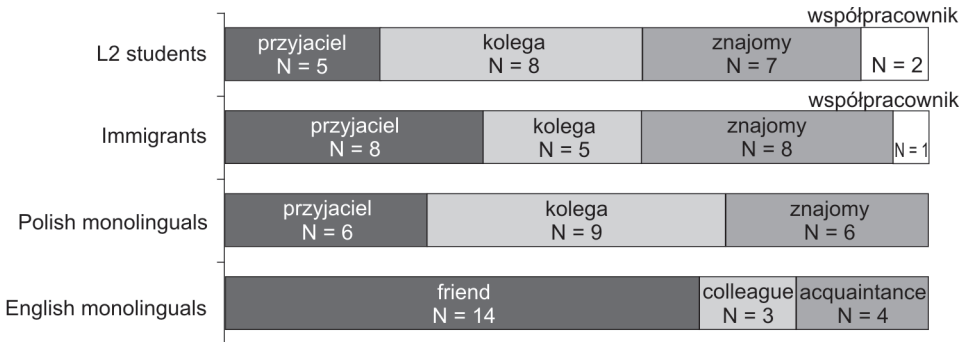 współpracownik
L2 students
przyjaciel
N = 5
kolega
N = 8
znajomy
N = 7
N = 2
współpracownik
Immigrants
przyjaciel
N = 8
kolega
N = 5
znajomy
N = 8
N = 1
Polish monolinguals
przyjaciel
N = 6
kolega
N = 9
znajomy
N = 6
English monolinguals
friend
N = 14
colleague
N = 3
acquaintance
N = 4